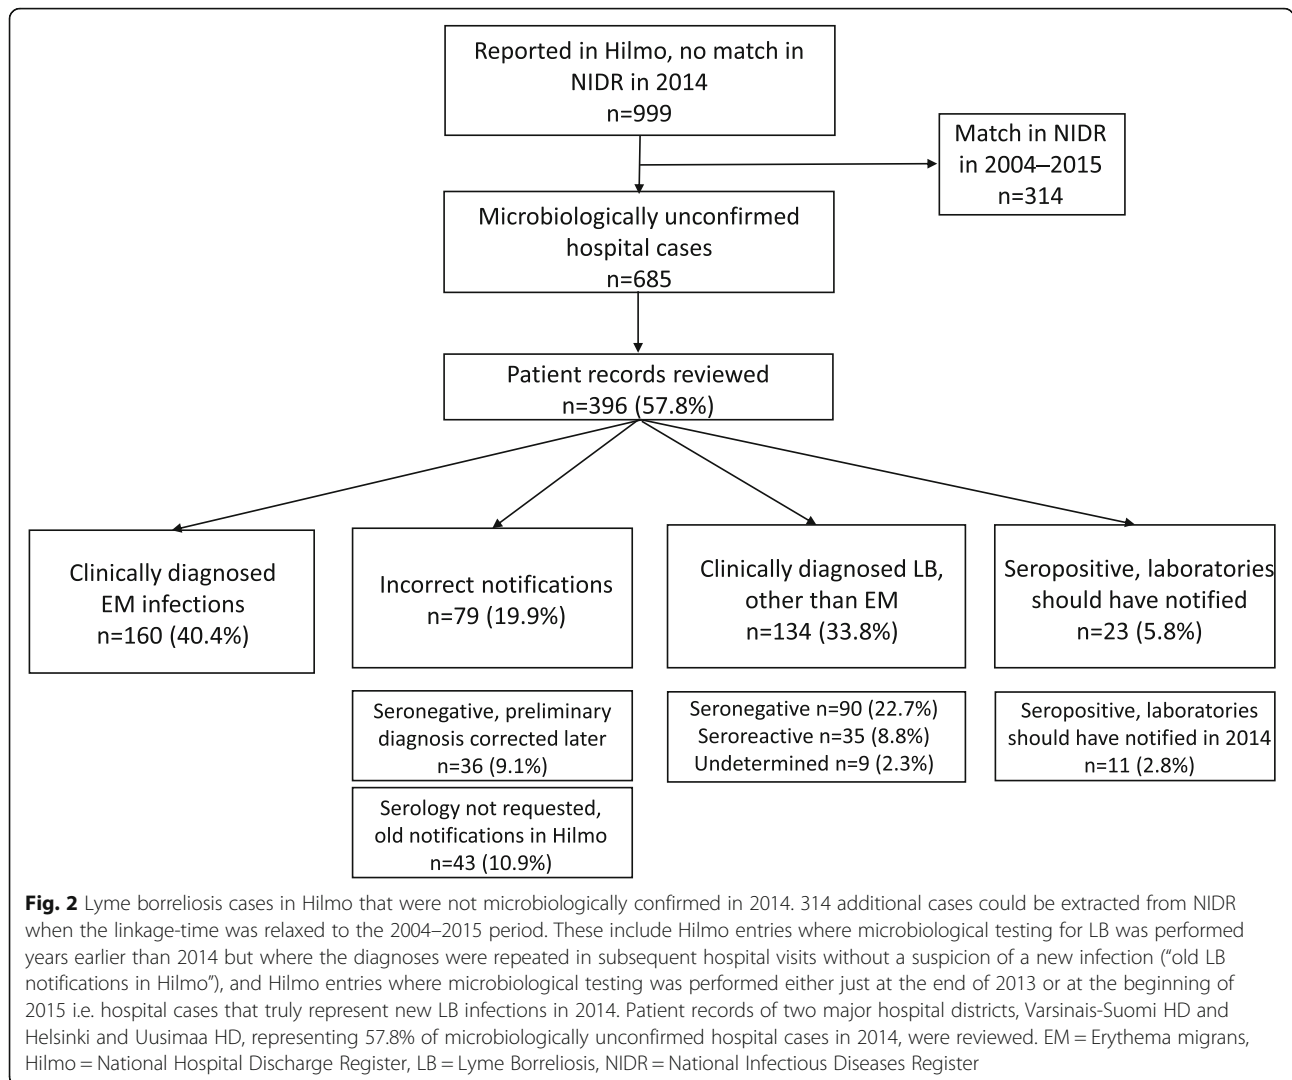 Reported in Hilmo, no match in
NIDR in 2014
n=999
Match in NIDR
in 2004–2015
n=314
Microbiologically unconfirmed
hospital cases
n=685
Patient records reviewed
n=396 (57.8%)
Clinically diagnosed
EM infections
n=160 (40.4%)
Incorrect notifications
n=79 (19.9%)
Clinically diagnosed LB,
other than EM
n=134 (33.8%)
Seropositive, laboratories
should have notified
n=23 (5.8%)
Seronegative, preliminary
diagnosis corrected later
n=36 (9.1%)
Serology not requested,
old notifications in Hilmo
n=43 (10.9%)
Seronegative n=90 (22.7%)
Seroreactive n=35 (8.8%)
Undetermined n=9 (2.3%)
Seropositive, laboratories
should have notified in 2014
n=11 (2.8%)
Fig. 2 Lyme borreliosis cases in Hilmo that were not microbiologically confirmed in 2014. 314 additional cases could be extracted from NIDR
when the linkage-time was relaxed to the 2004–2015 period. These include Hilmo entries where microbiological testing for LB was performed
years earlier than 2014 but where the diagnoses were repeated in subsequent hospital visits without a suspicion of a new infection (“old LB
notifications in Hilmo”), and Hilmo entries where microbiological testing was performed either just at the end of 2013 or at the beginning of
2015 i.e. hospital cases that truly represent new LB infections in 2014. Patient records of two major hospital districts, Varsinais-Suomi HD and
Helsinki and Uusimaa HD, representing 57.8% of microbiologically unconfirmed hospital cases in 2014, were reviewed. EM = Erythema migrans,
Hilmo = National Hospital Discharge Register, LB = Lyme Borreliosis, NIDR = National Infectious Diseases Register